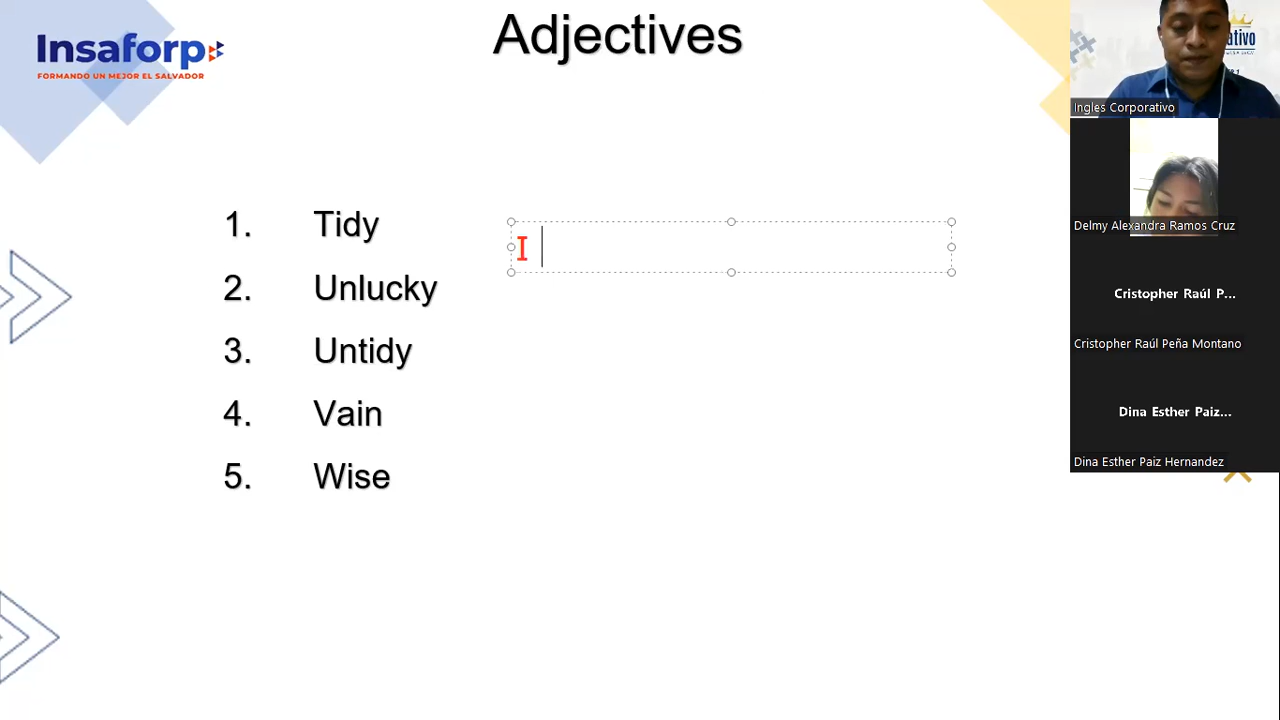 Adjectives
Insaforp
FORMANDO UN MEJOR EL SALVADOR
1. Tidy
2. Unlucky
3. Untidy
4. Vain
5. Wise
Ingles Corporativo
Delmy Alexandra Ramos Cruz
Cristopher Raúl P...
Cristopher Raúl Peña Montano
Dina Esther Paiz...
Dina Esther Paiz Hernandez